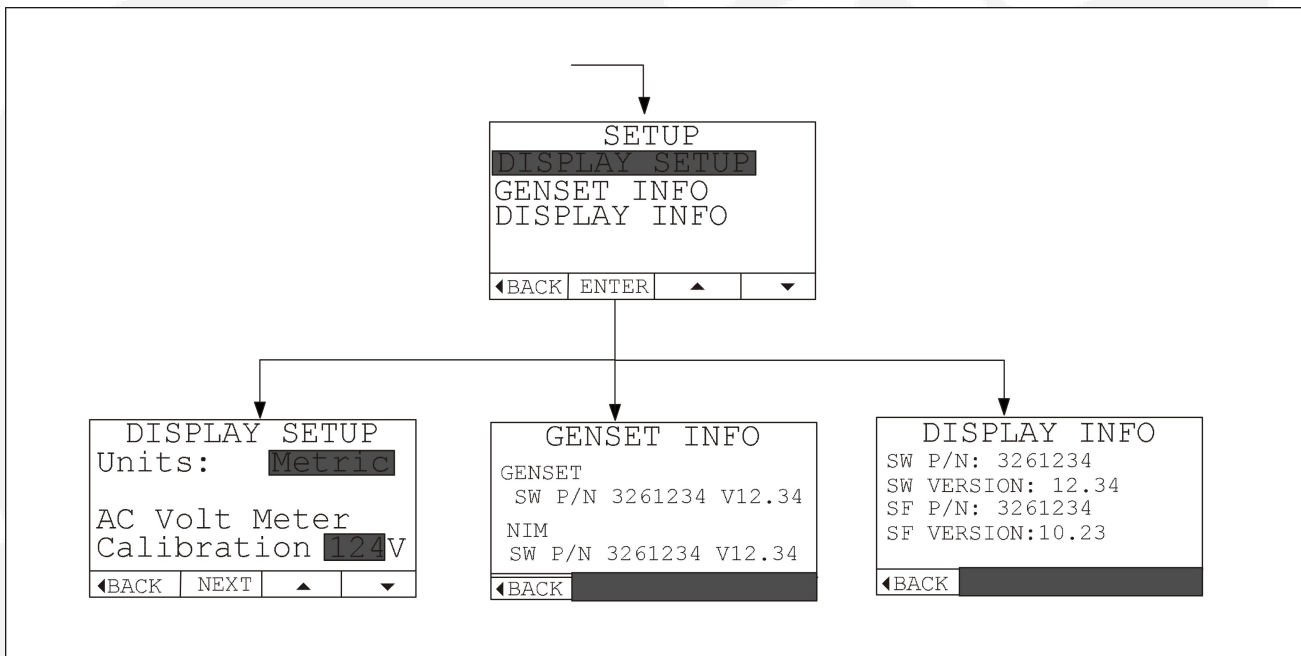 SETUP
DISPLAY SETUP
GENSET INFO
DISPLAY INFO
◀BACK ENTER ▲ ▼
DISPLAY SETUP
Units: Metric
AC Volt Meter
Calibration 124V
◀BACK NEXT ▲ ▼
GENSET INFO
GENSET
SW P/N 3261234 V12.34
NIM
SW P/N 3261234 V12.34
◀BACK
DISPLAY INFO
SW P/N: 3261234
SW VERSION: 12.34
SF P/N: 3261234
SF VERSION:10.23
◀BACK